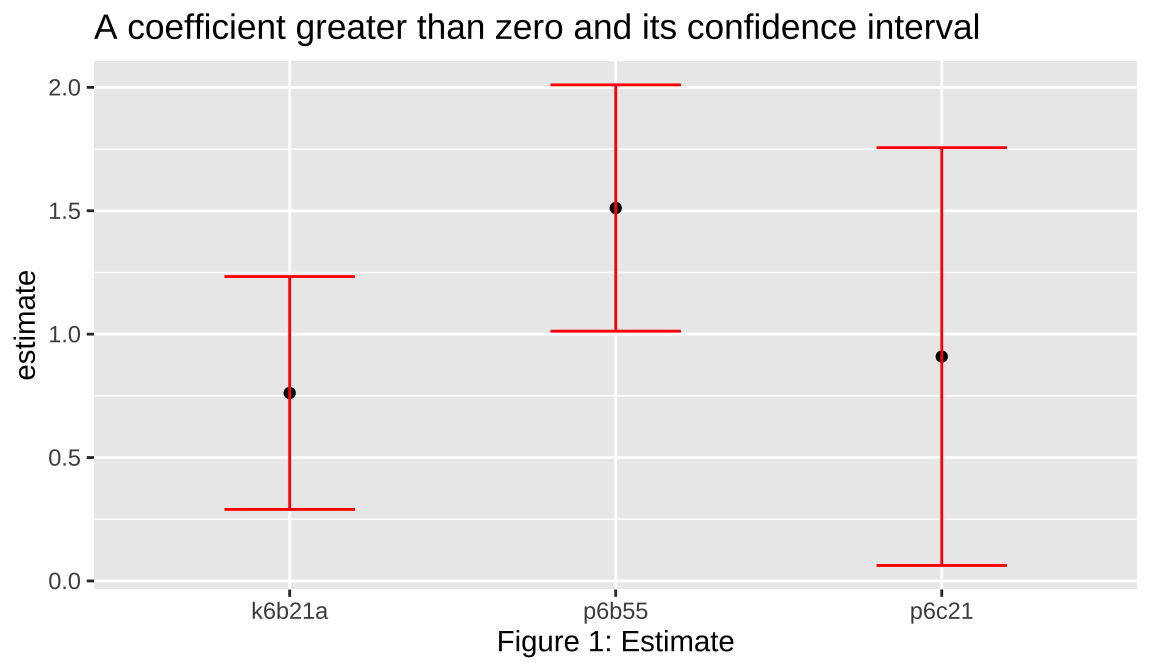 A coefficient greater than zero and its confidence interval
estimate
2.0
1.5
1.0
0.5
0.0
k6b21a
p6b55
p6c21
Figure 1: Estimate